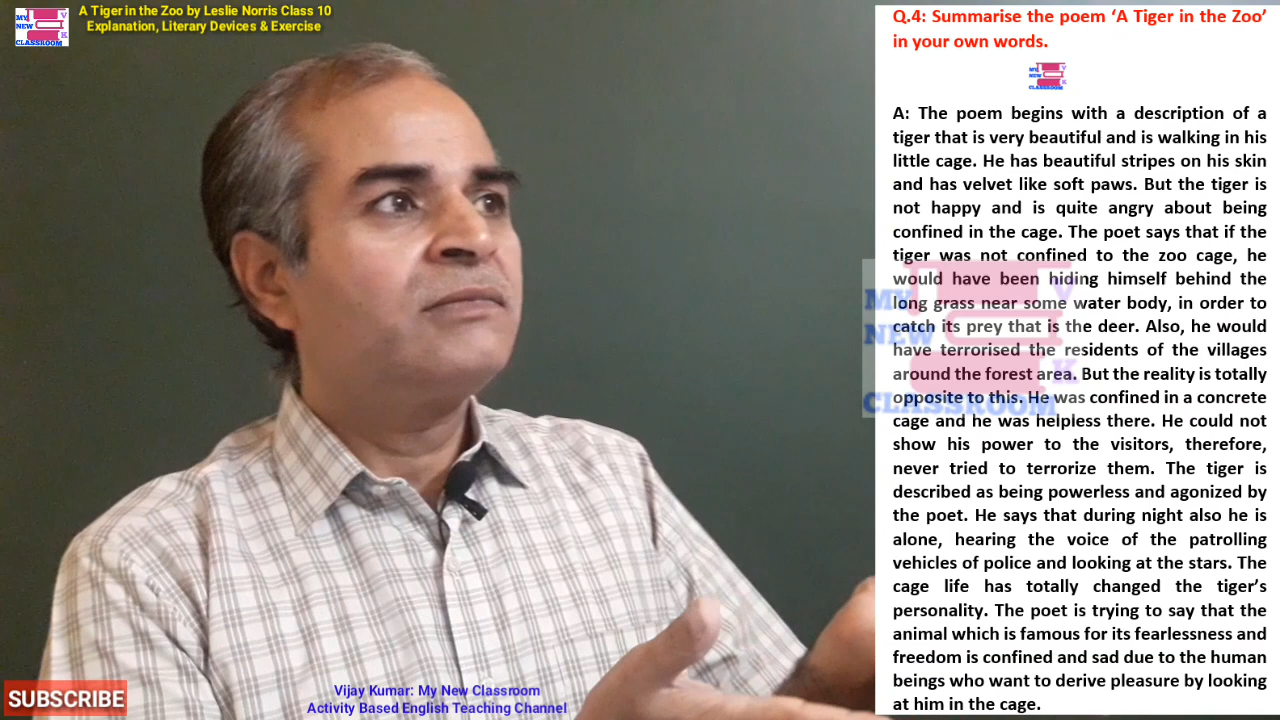 MY
NEW
CLASSROOM
V
K
A Tiger in the Zoo by Leslie Norris Class 10
Explanation, Literary Devices & Exercise
Q.4: Summarise the poem ‘A Tiger in the Zoo’
in your own words.
MY
NEW
CLASSROOM
V
K
A: The poem begins with a description of a
tiger that is very beautiful and is walking in his
little cage. He has beautiful stripes on his skin
and has velvet like soft paws. But the tiger is
not happy and is quite angry about being
confined in the cage. The poet says that if the
tiger was not confined to the zoo cage, he
would have been hiding himself behind the
long grass near some water body, in order to
catch its prey that is the deer. Also, he would
have terrorised the residents of the villages
around the forest area. But the reality is totally
opposite to this. He was confined in a concrete
cage and he was helpless there. He could not
show his power to the visitors, therefore,
never tried to terrorize them. The tiger is
described as being powerless and agonized by
the poet. He says that during night also he is
alone, hearing the voice of the patrolling
vehicles of police and looking at the stars. The
cage life has totally changed the tiger’s
personality. The poet is trying to say that the
animal which is famous for its fearlessness and
freedom is confined and sad due to the human
beings who want to derive pleasure by looking
at him in the cage.
MY
NEW
CLASSROOM
V
K
SUBSCRIBE
Vijay Kumar: My New Classroom
Activity Based English Teaching Channel